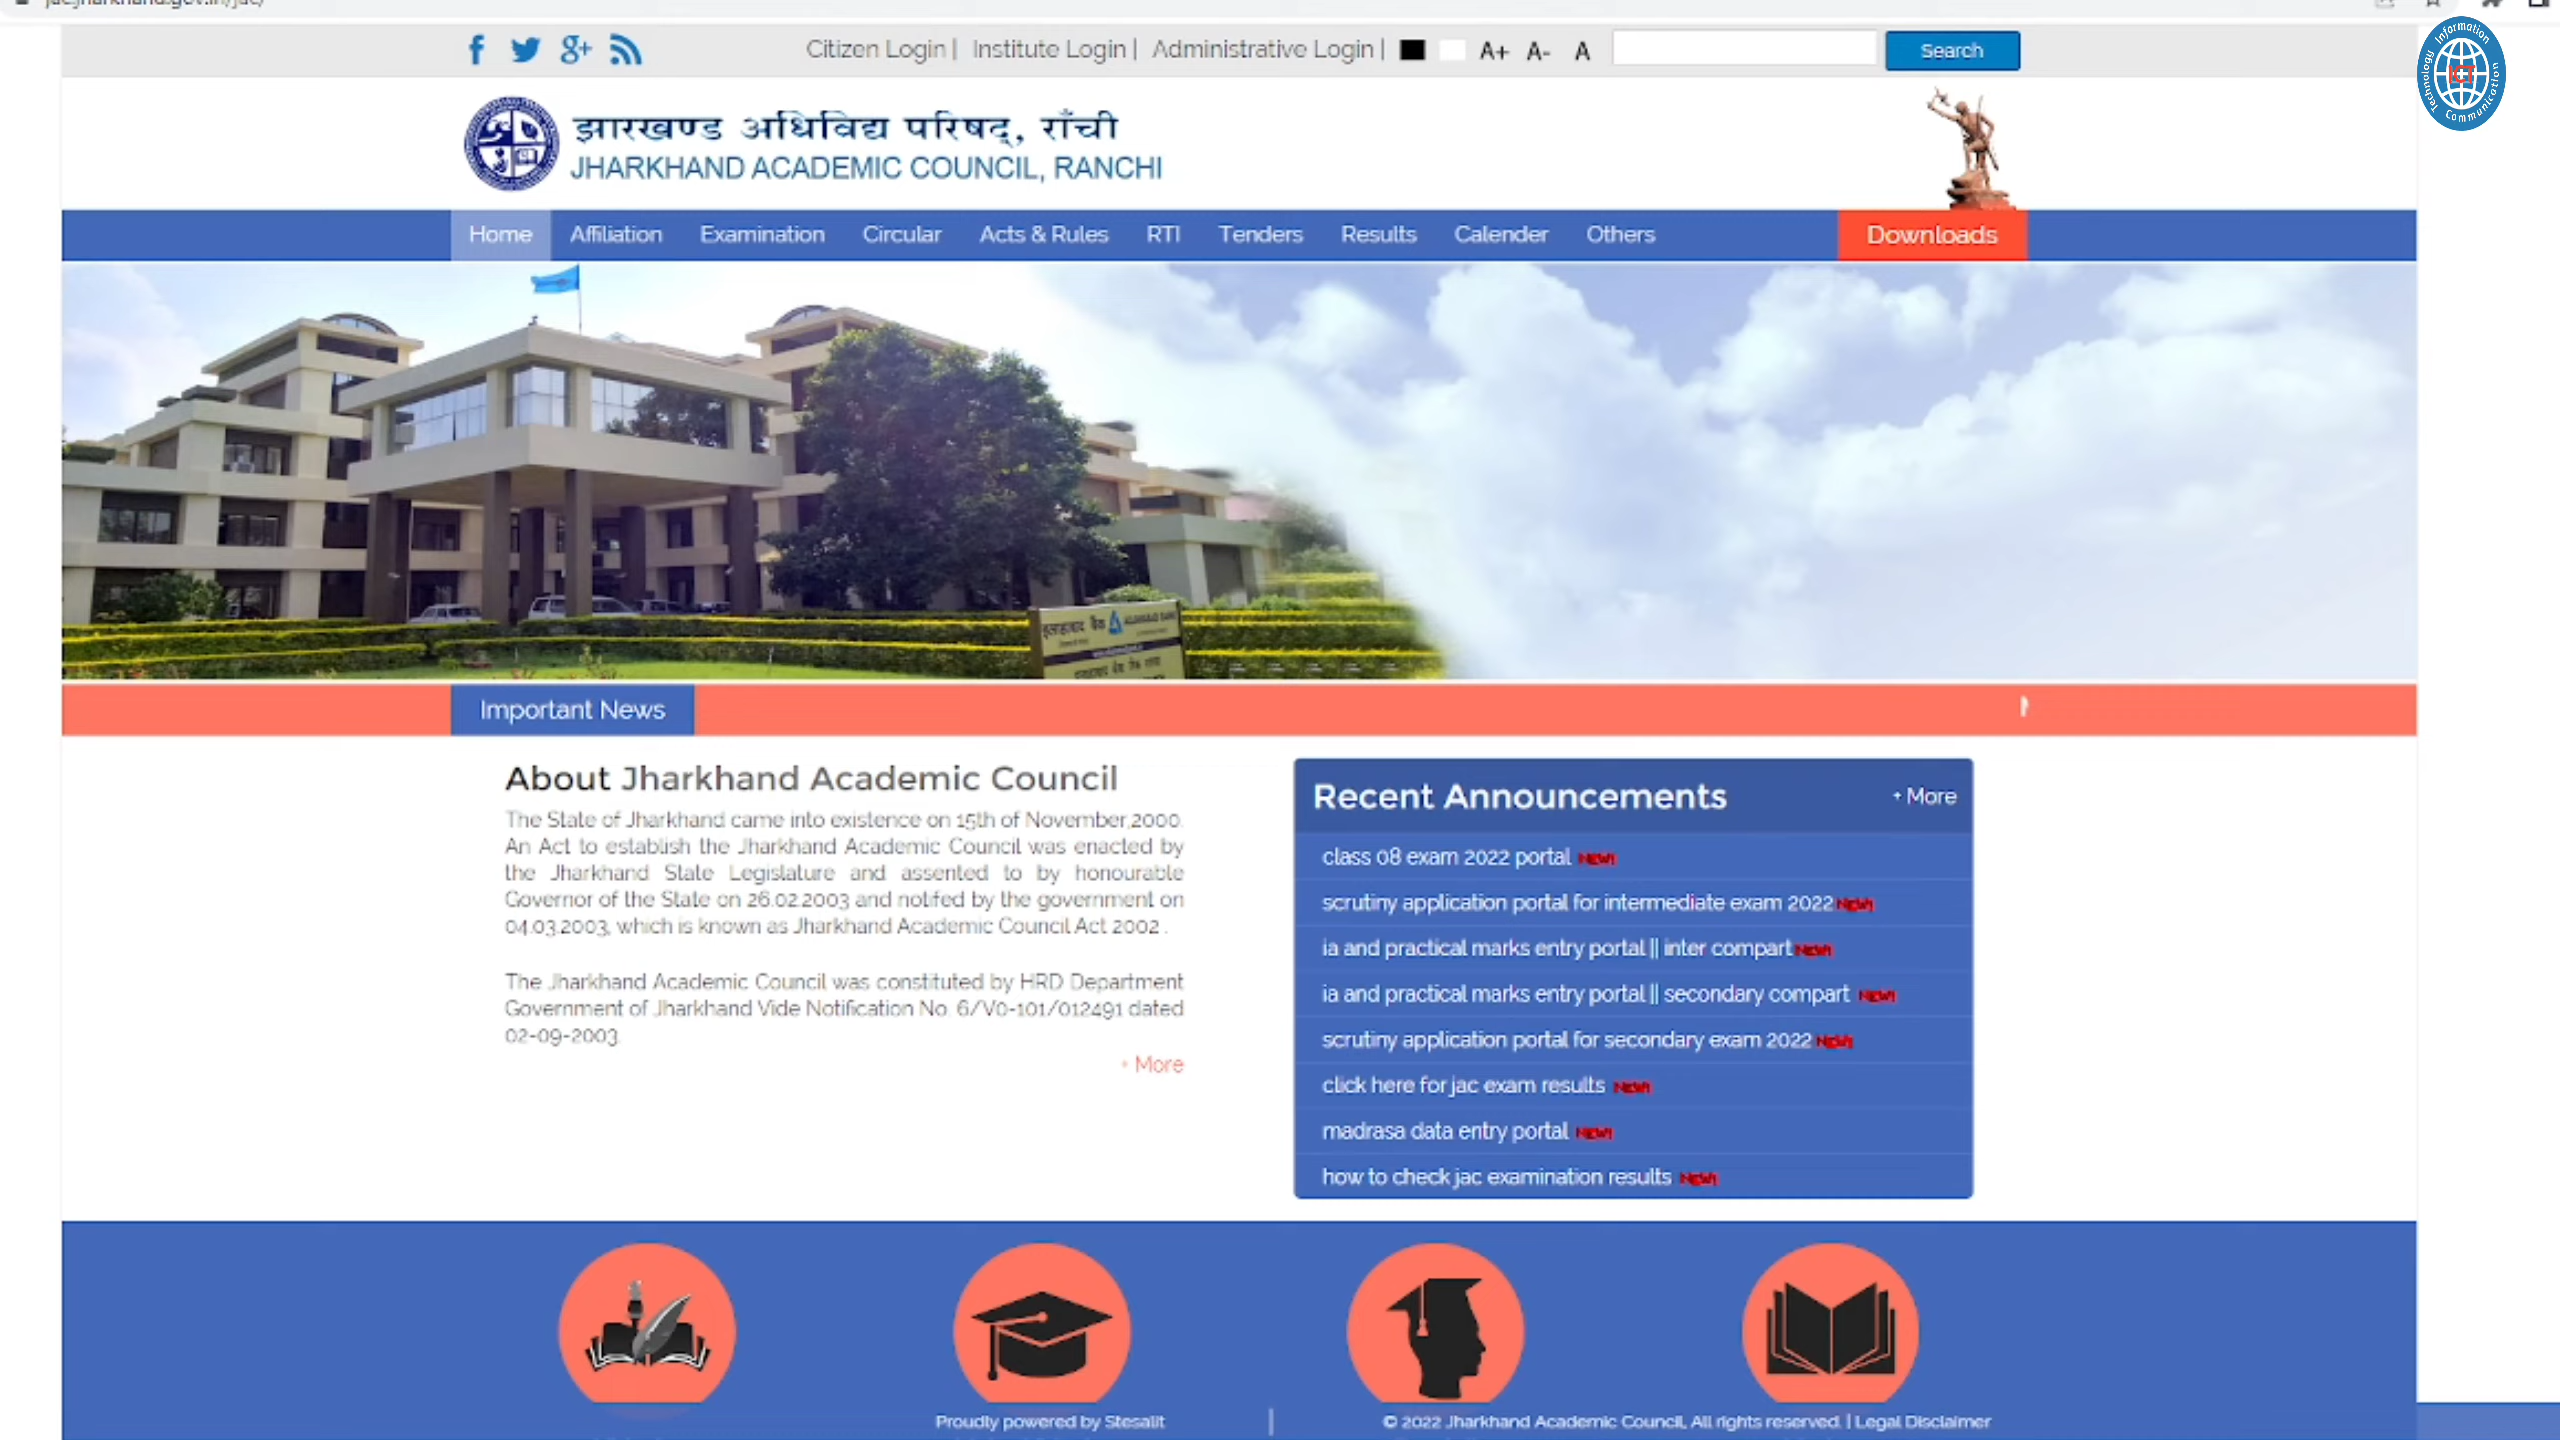 Citizen Login | Institute Login | Administrative Login | A+ A- A Search
Information Communication Technology
ICT
झारखण्ड अधिविद्य परिषद्, राँची
JHARKHAND ACADEMIC COUNCIL, RANCHI
Home Affiliation Examination Circular Acts & Rules RTI Tenders Results Calender Others Downloads
इलाहाबाद बैंक ALLAHABAD BANK
Important News
About Jharkhand Academic Council
The State of Jharkhand came into existence on 15th of November,2000.
An Act to establish the Jharkhand Academic Council was enacted by
the Jharkhand State Legislature and assented to by honourable
Governor of the State on 26.02.2003 and notifed by the government on
04.03.2003, which is known as Jharkhand Academic Council Act 2002 .
The Jharkhand Academic Council was constituted by HRD Department
Government of Jharkhand Vide Notification No. 6/V0-101/012491 dated
02-09-2003.
+ More
Recent Announcements + More
class 08 exam 2022 portal NEW!
scrutiny application portal for intermediate exam 2022 NEW!
ia and practical marks entry portal || inter compart NEW!
ia and practical marks entry portal || secondary compart NEW!
scrutiny application portal for secondary exam 2022 NEW!
click here for jac exam results NEW!
madrasa data entry portal NEW!
how to check jac examination results NEW!
Proudly powered by Stesalit | © 2022 Jharkhand Academic Council, All rights reserved. | Legal Disclaimer